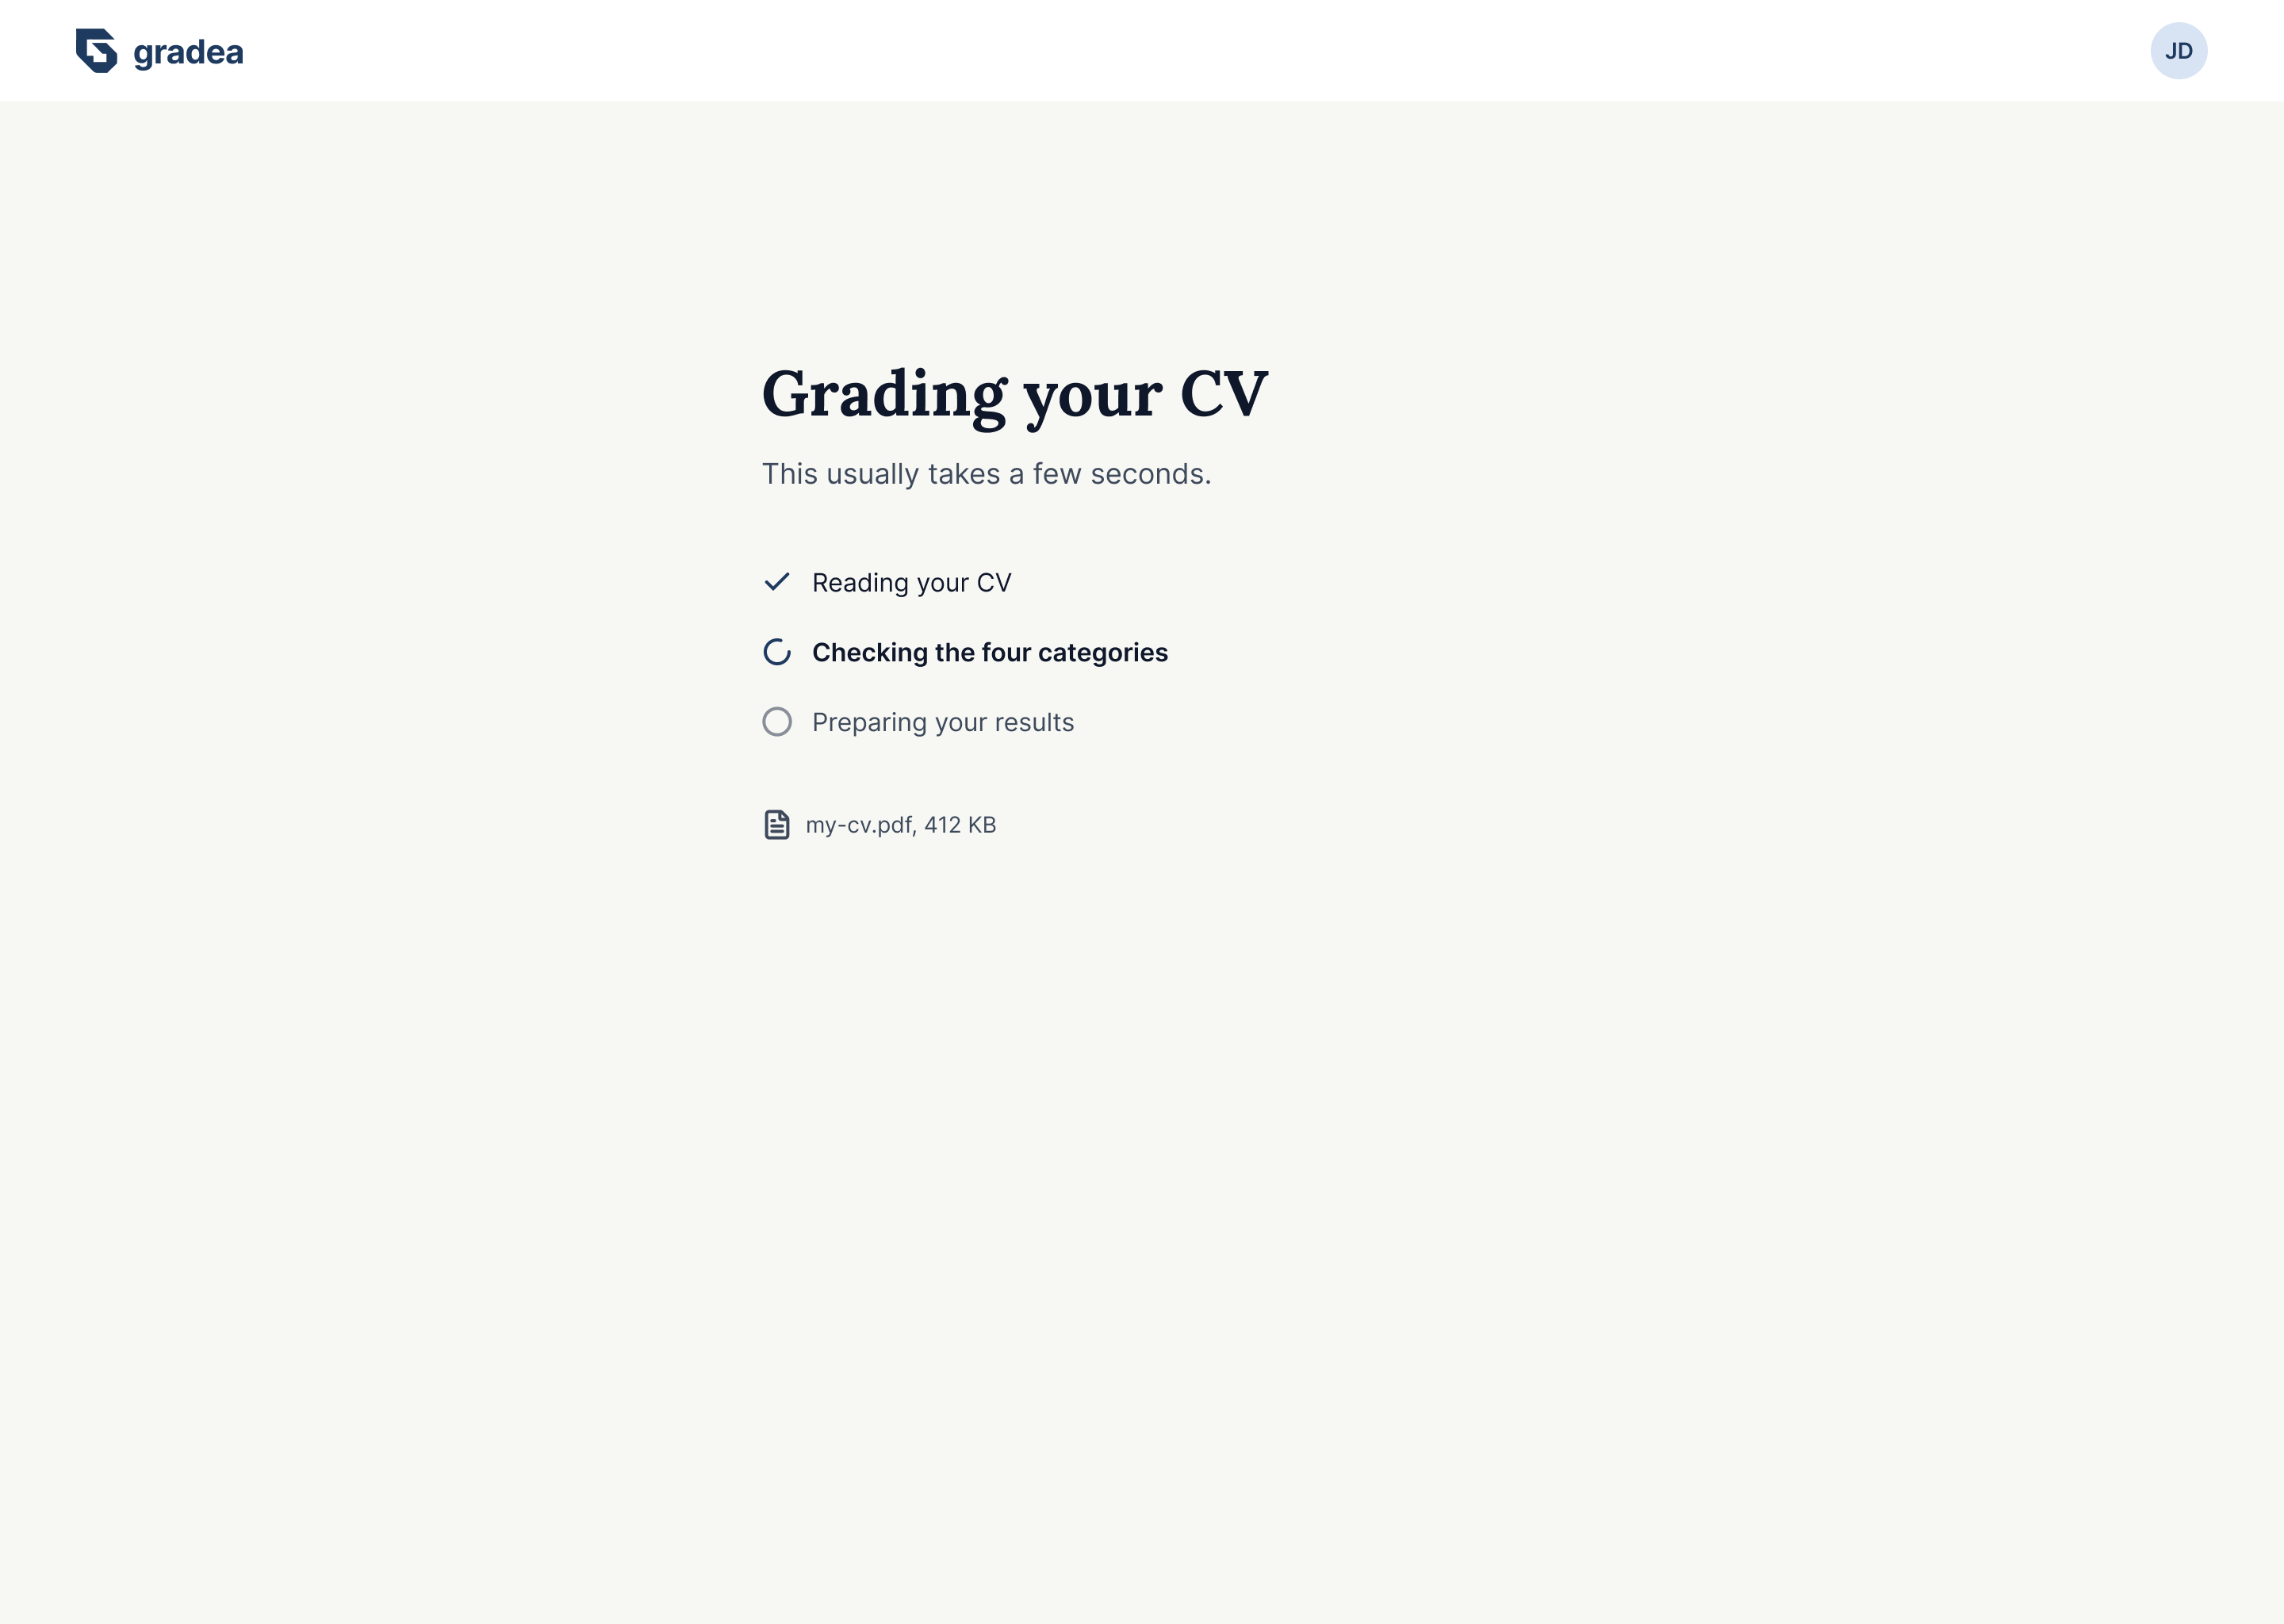 gradea
JD
Grading your CV
This usually takes a few seconds.
Reading your CV
Checking the four categories
Preparing your results
my-cv.pdf, 412 KB